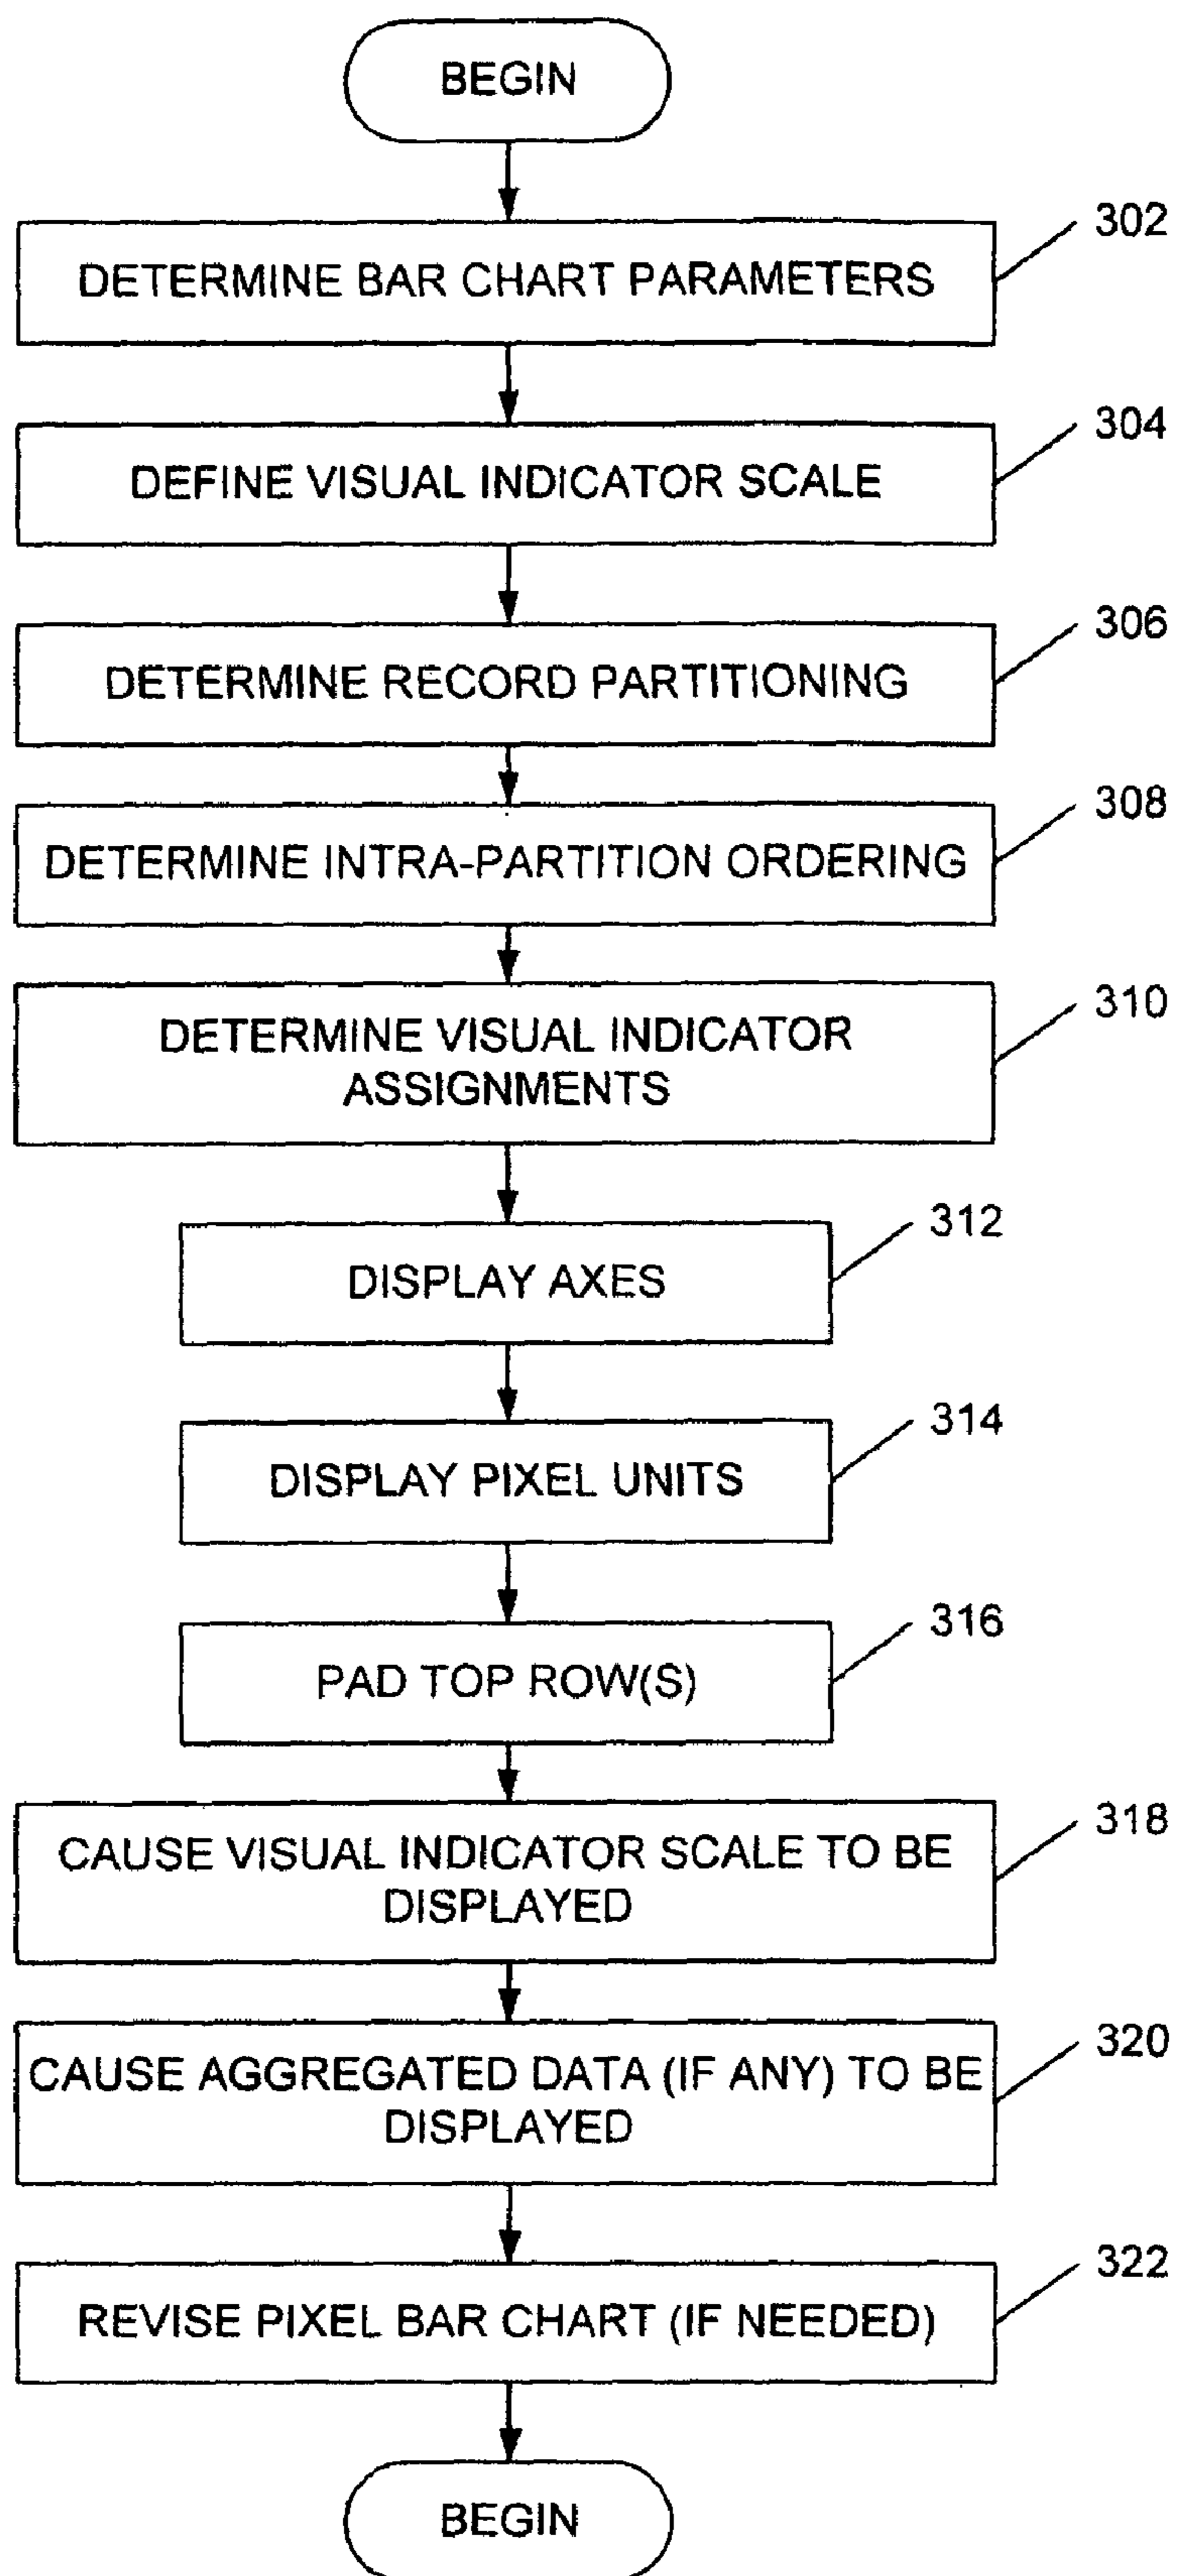 BEGIN
302
DETERMINE BAR CHART PARAMETERS
304
DEFINE VISUAL INDICATOR SCALE
306
DETERMINE RECORD PARTITIONING
308
DETERMINE INTRA-PARTITION ORDERING
310
DETERMINE VISUAL INDICATOR
ASSIGNMENTS
312
DISPLAY AXES
314
DISPLAY PIXEL UNITS
316
PAD TOP ROW(S)
318
CAUSE VISUAL INDICATOR SCALE TO BE
DISPLAYED
320
CAUSE AGGREGATED DATA (IF ANY) TO BE
DISPLAYED
322
REVISE PIXEL BAR CHART (IF NEEDED)
BEGIN